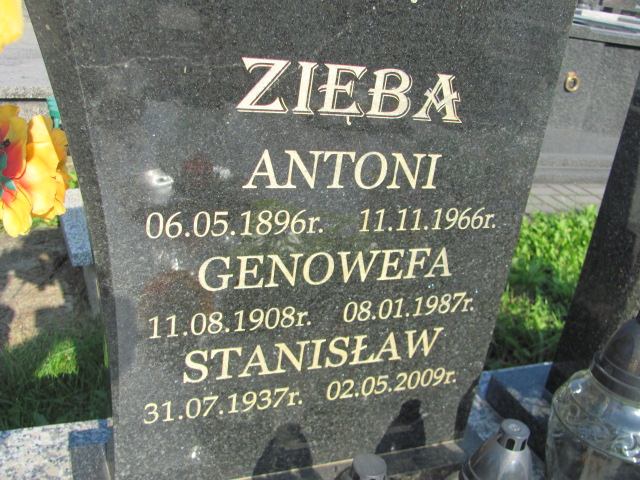 ZIĘBA
ANTONI
06.05.1896r. 11.11.1966r.
GENOWEFA
11.08.1908r. 08.01.1987r.
STANISŁAW
31.07.1937r. 02.05.2009r.